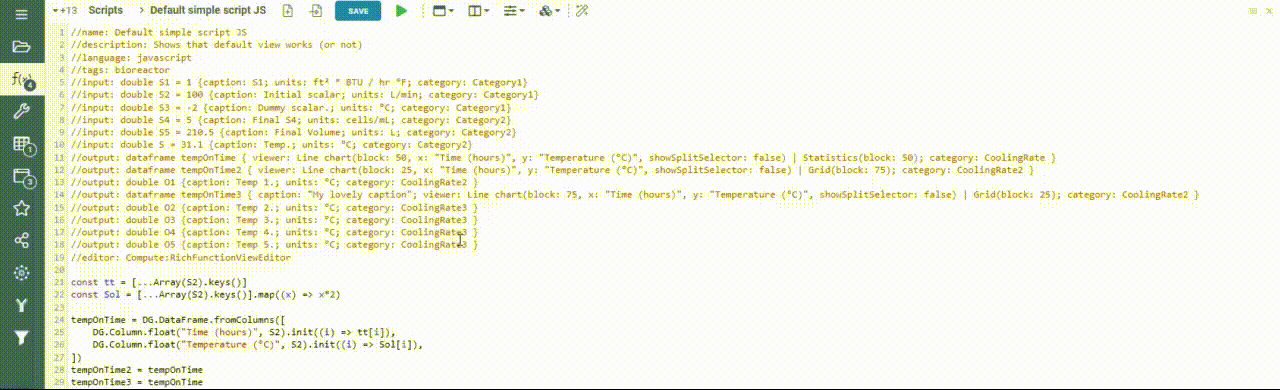 +13 Scripts > Default simple script JS SAVE
1 //name: Default simple script JS
2 //description: Shows that default view works (or not)
3 //language: javascript
4 //tags: bioreactor
5 //input: double S1 = 1 {caption: S1; units: ft² * BTU / hr °F; category: Category1}
6 //input: double S2 = 100 {caption: Initial scalar; units: L/min; category: Category1}
7 //input: double S3 = -2 {caption: Dummy scalar.; units: °C; category: Category1}
8 //input: double S4 = 5 {caption: Final S4; units: cells/mL; category: Category2}
9 //input: double S5 = 210.5 {caption: Final Volume; units: L; category: Category2}
10 //input: double S = 31.1 {caption: Temp.; units: °C; category: Category2}
11 //output: dataframe tempOnTime { viewer: Line chart(block: 50, x: "Time (hours)", y: "Temperature (°C)", showSplitSelector: false) | Statistics(block: 50); category: CoolingRate }
12 //output: dataframe tempOnTime2 { viewer: Line chart(block: 25, x: "Time (hours)", y: "Temperature (°C)", showSplitSelector: false) | Grid(block: 75); category: CoolingRate2 }
13 //output: double O1 {caption: Temp 1.; units: °C; category: CoolingRate2 }
14 //output: dataframe tempOnTime3 { caption: "My lovely caption"; viewer: Line chart(block: 75, x: "Time (hours)", y: "Temperature (°C)", showSplitSelector: false) | Grid(block: 25); category: CoolingRate2 }
15 //output: double O2 {caption: Temp 2.; units: °C; category: CoolingRate3 }
16 //output: double O3 {caption: Temp 3.; units: °C; category: CoolingRate3 }
17 //output: double O4 {caption: Temp 4.; units: °C; category: CoolingRate3 }
18 //output: double O5 {caption: Temp 5.; units: °C; category: CoolingRate3 }
19 //editor: Compute:RichFunctionViewEditor
20
21 const tt = [...Array(S2).keys()]
22 const Sol = [...Array(S2).keys()].map((x) => x*2)
23
24 tempOnTime = DG.DataFrame.fromColumns([
25 DG.Column.float("Time (hours)", S2).init((i) => tt[i]),
26 DG.Column.float("Temperature (°C)", S2).init((i) => Sol[i]),
27 ])
28 tempOnTime2 = tempOnTime
29 tempOnTime3 = tempOnTime
f(x) 4
1
3